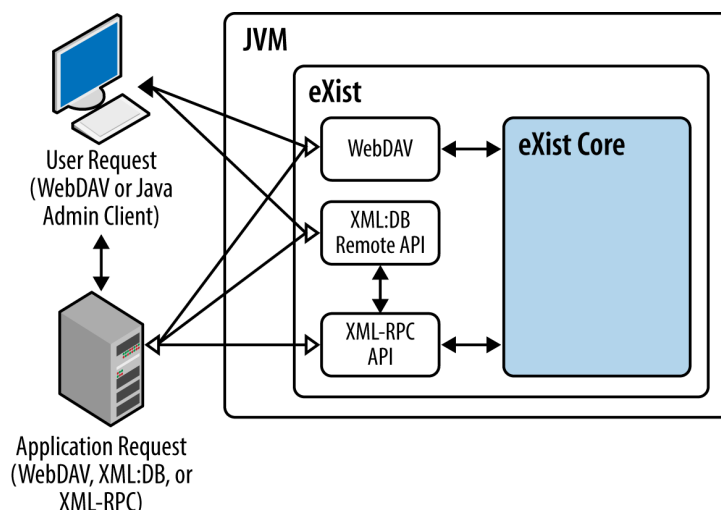 JVM
eXist
WebDAV
eXist Core
XML:DB
Remote API
XML-RPC
API
User Request
(WebDAV or Java
Admin Client)
Application Request
(WebDAV, XML:DB, or
XML-RPC)